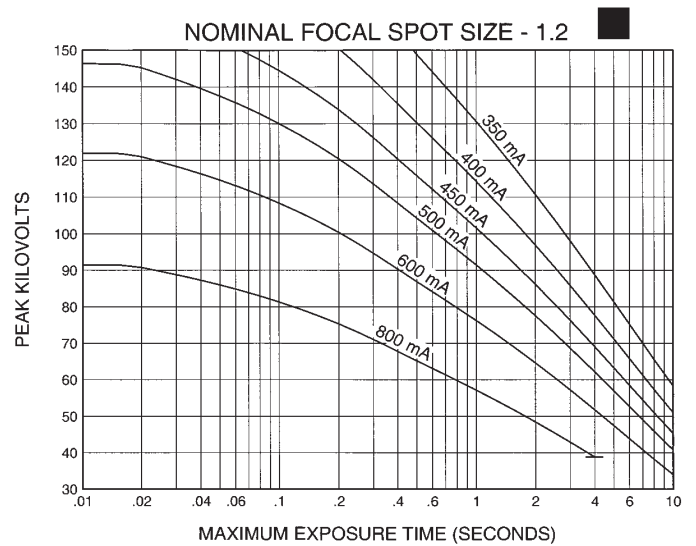 NOMINAL FOCAL SPOT SIZE - 1.2
150
140
130
120
110
100
90
80
70
60
50
40
30
PEAK KILOVOLTS
350 mA
400 mA
450 mA
500 mA
600 mA
800 mA
.01 .02 .04 .06 .1 .2 .4 .6 1 2 4 6 10
MAXIMUM EXPOSURE TIME (SECONDS)